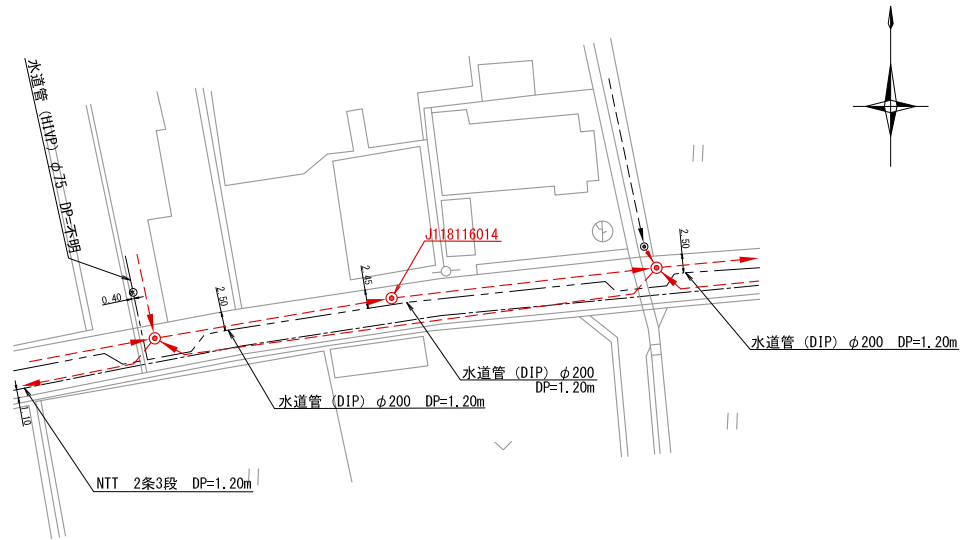 水道管 (HIVP) φ75 DP=不明
0.40
2.50
2.45
J118116014
2.50
水道管 (DIP) φ200 DP=1.20m
水道管 (DIP) φ200
DP=1.20m
水道管 (DIP) φ200 DP=1.20m
1.10
NTT 2条3段 DP=1.20m